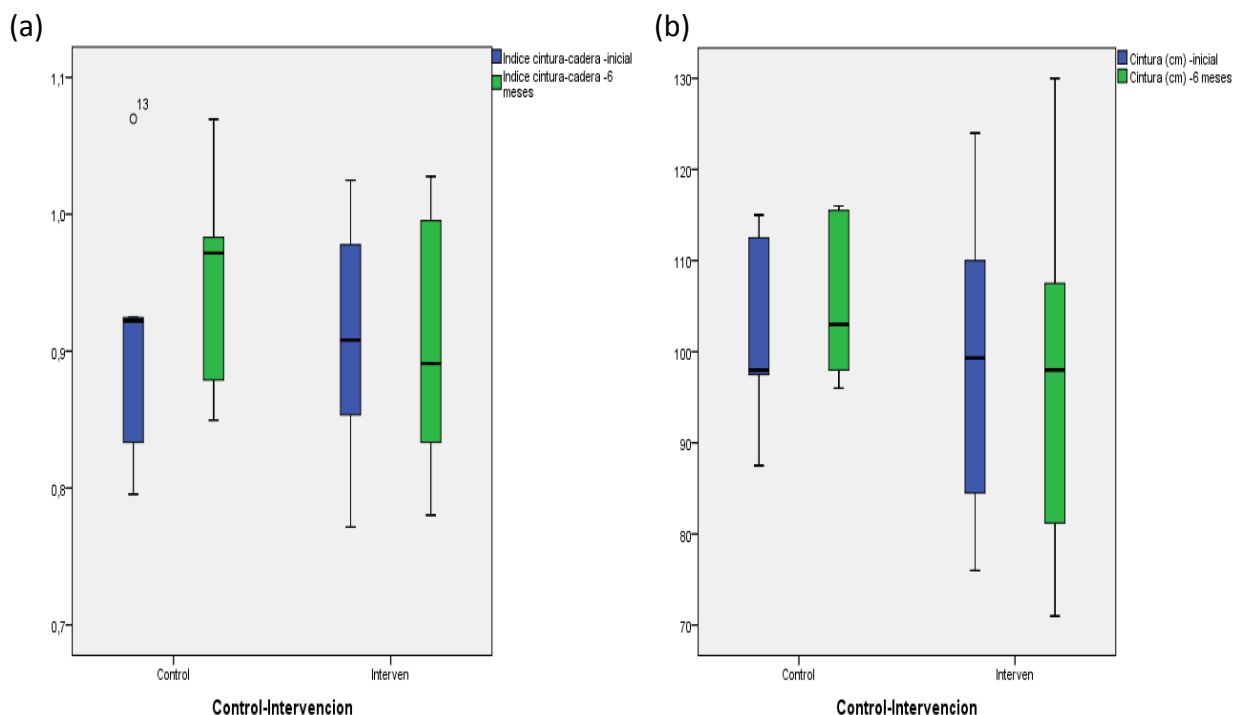 (a)
Indice cintura-cadera -inicial
Indice cintura-cadera -6
meses
1,1
1,0
0,9
0,8
0,7
13
Control
Interven
Control-Intervencion
(b)
Cintura (cm) -inicial
Cintura (cm) -6 meses
130
120
110
100
90
80
70
Control
Interven
Control-Intervencion